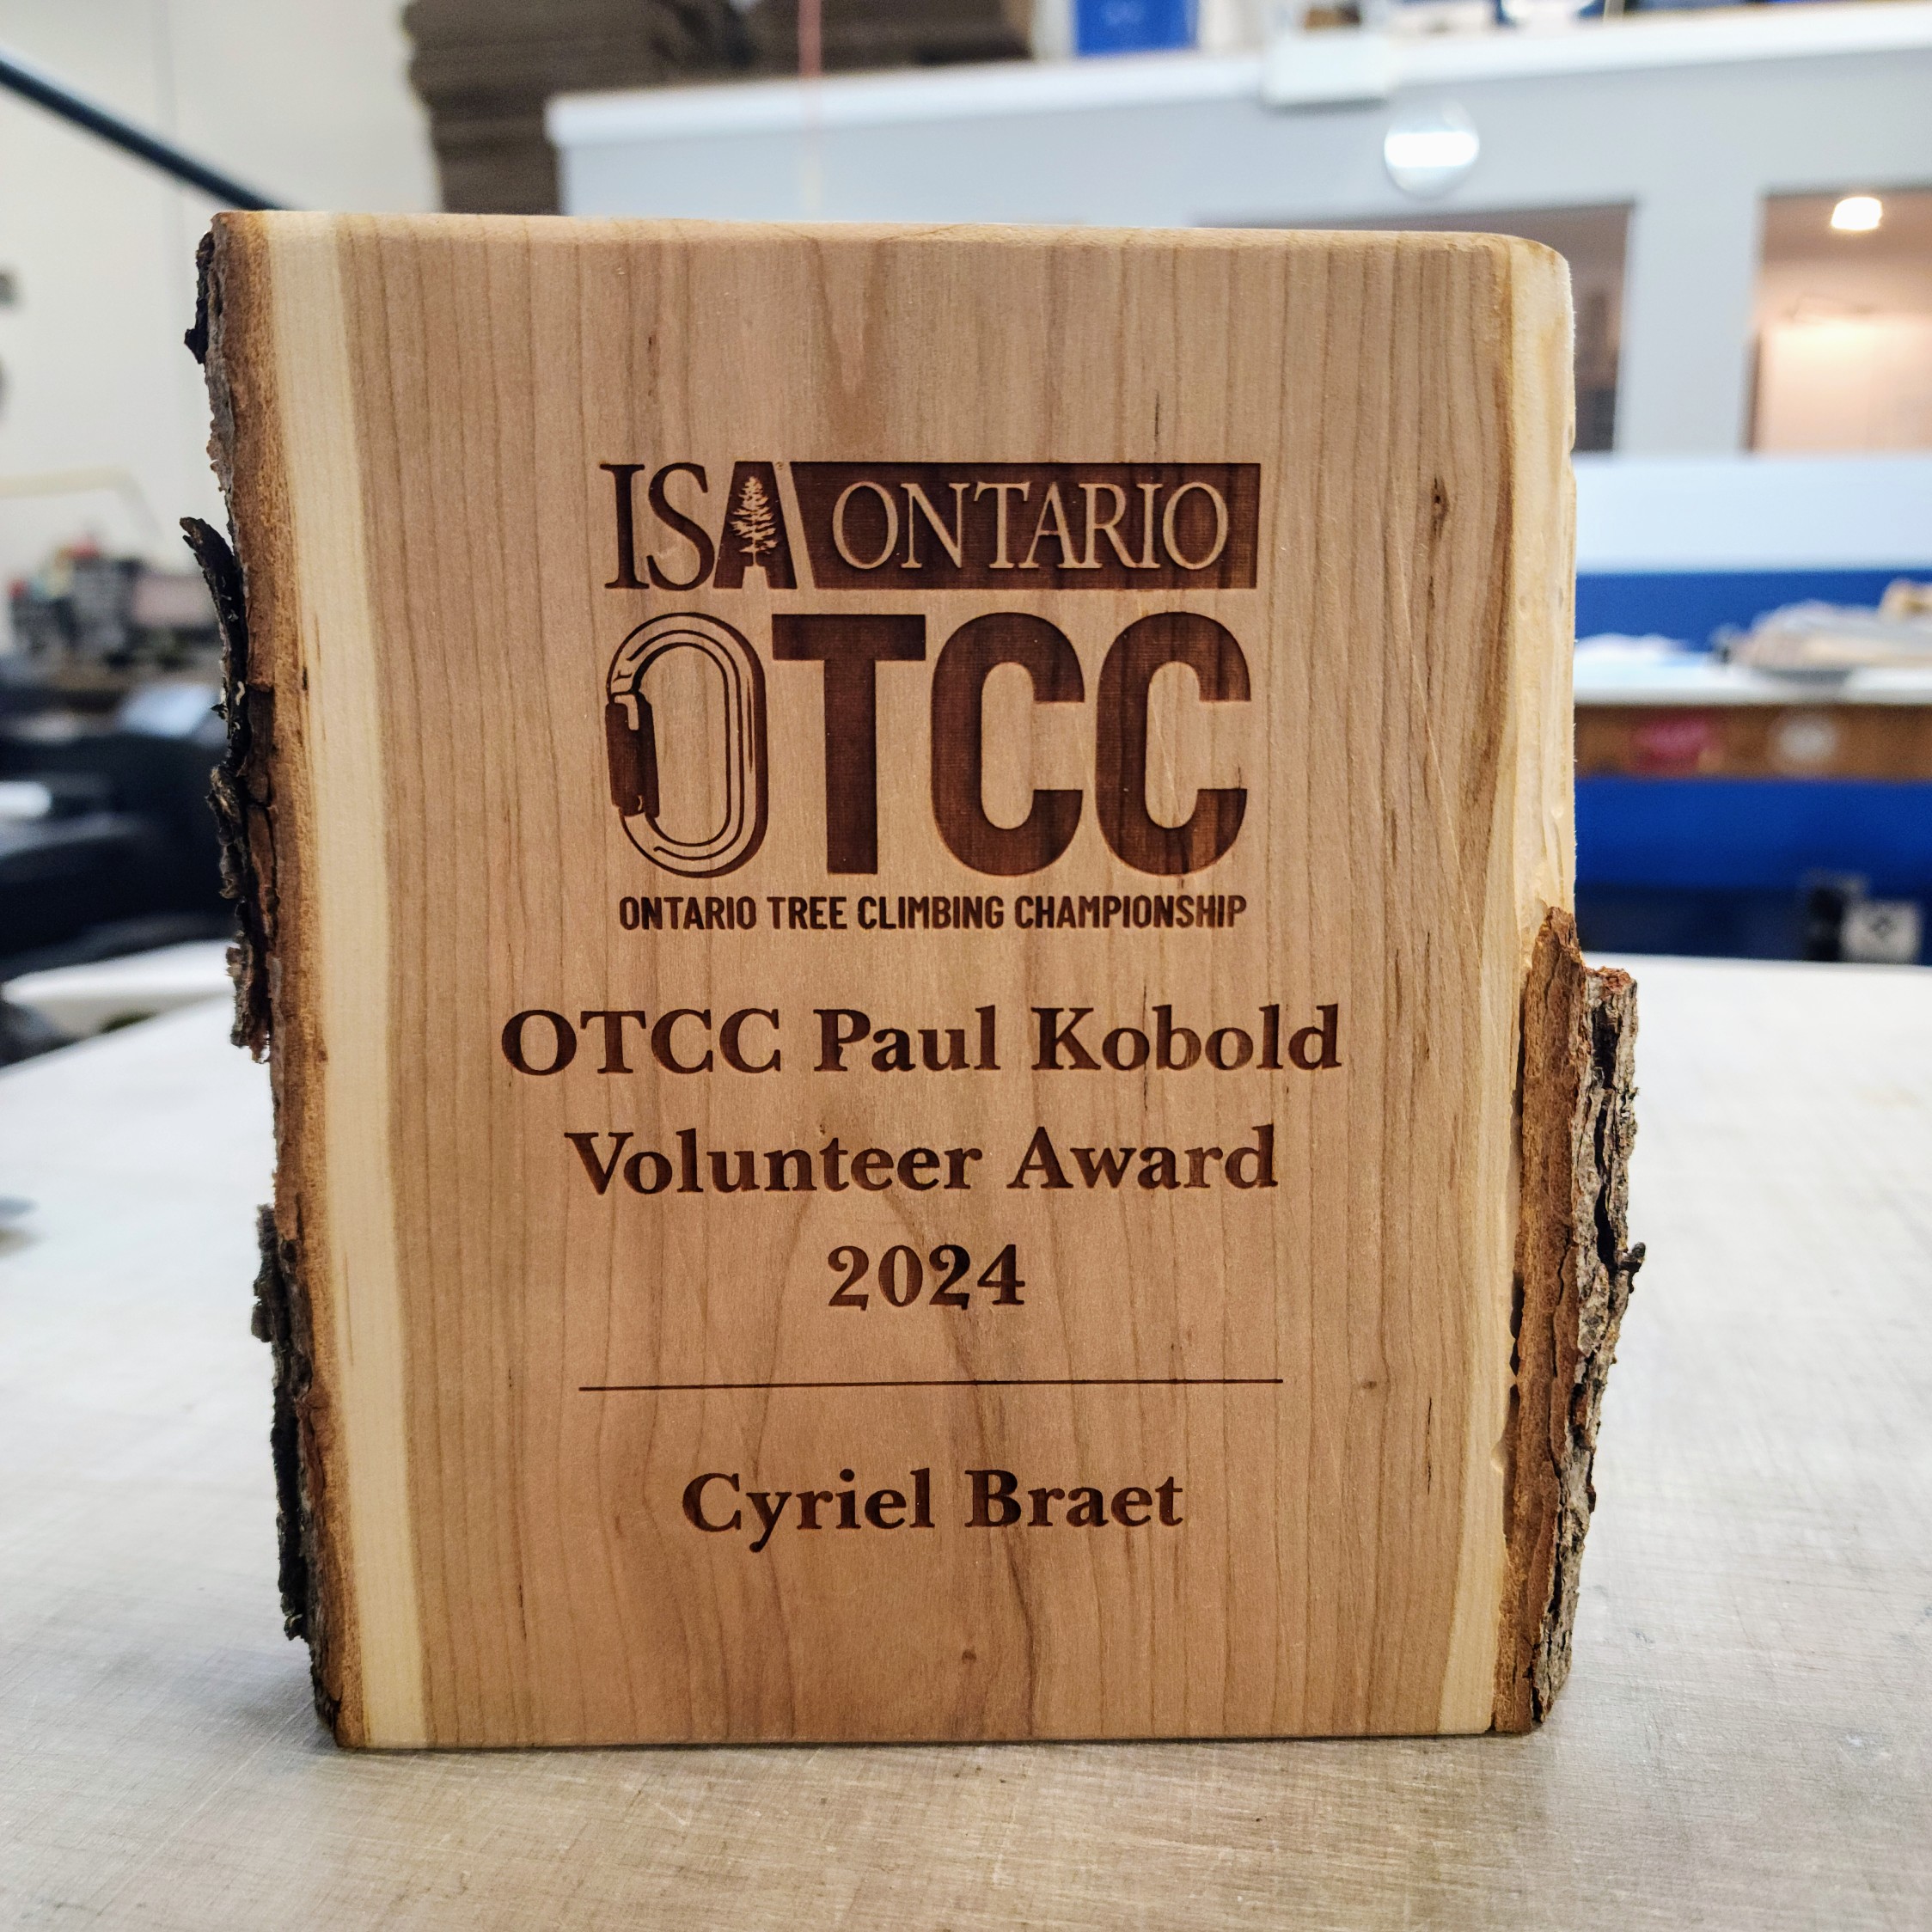 ISA ONTARIO
OTCC
ONTARIO TREE CLIMBING CHAMPIONSHIP
OTCC Paul Kobold
Volunteer Award
2024
Cyriel Braet